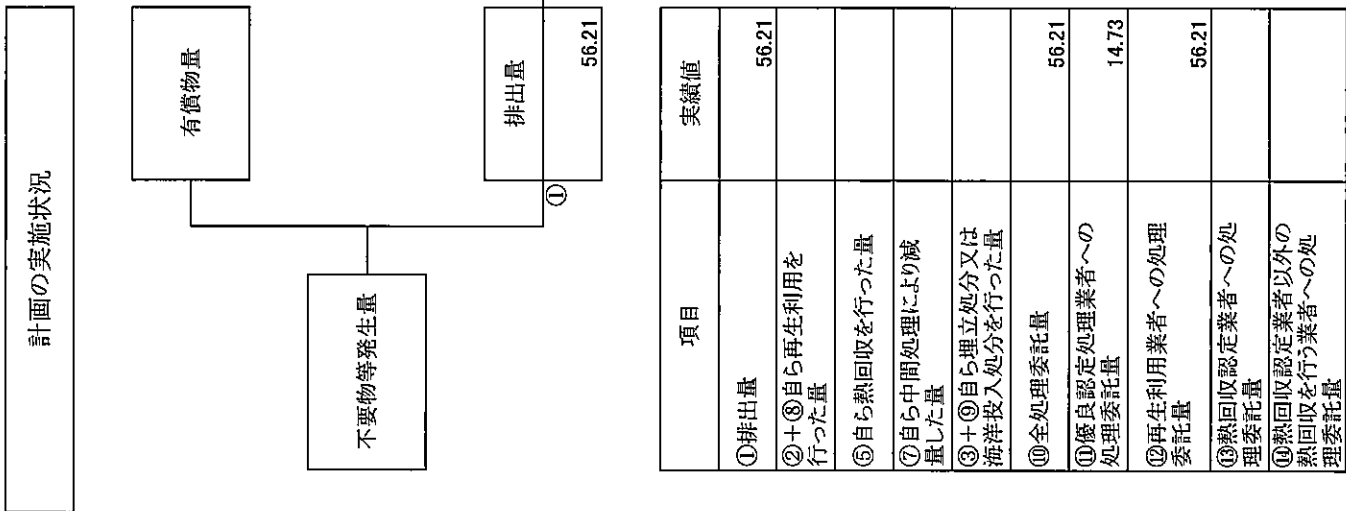 計画の実施状況
有償物量
不要物等発生量
①
排出量
56.21
項目
実績値
①排出量
56.21
②+⑧自ら再生利用を
行った量
⑤自ら熱回収を行った量
⑦自ら中間処理により減
量した量
③+⑨自ら埋立処分又は
海洋投入処分を行った量
⑩全処理委託量
56.21
⑪優良認定処理業者への
処理委託量
14.73
⑫再生利用業者への処理
委託量
56.21
⑬熱回収認定業者への処
理委託量
⑭熱回収認定業者以外の
熱回収を行う業者への処
理委託量